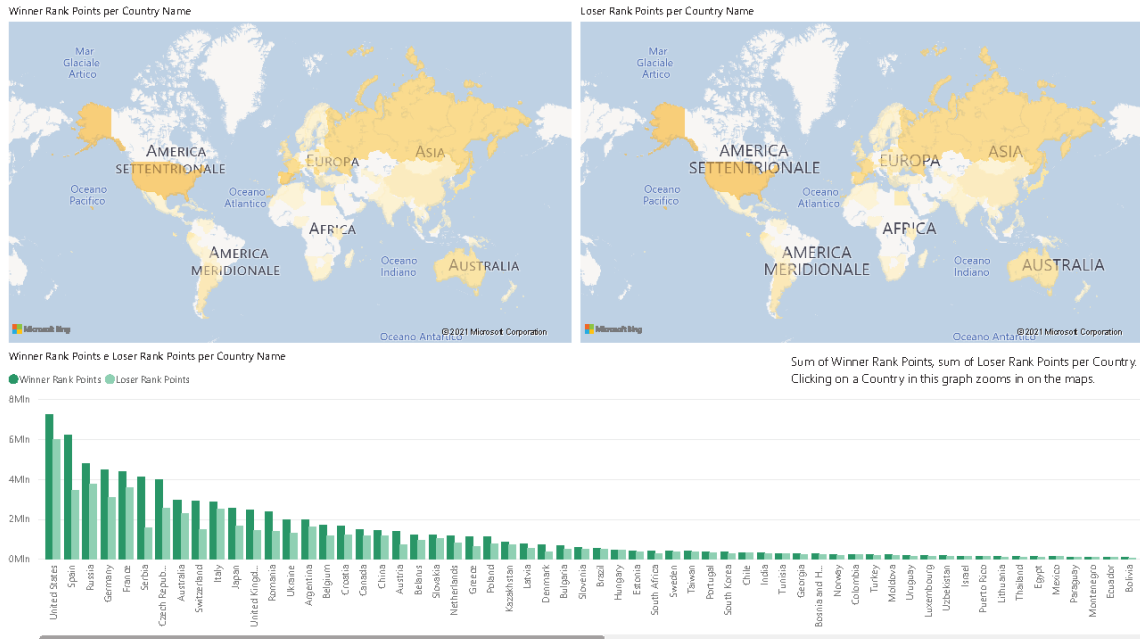 Winner Rank Points per Country Name
Mar
Glaciale
Artico
AMERICA
SETTENTRIONALE
EUROPA
ASIA
Oceano
Pacifico
Oceano
Atlantico
AFRICA
AMERICA
MERIDIONALE
Oceano
Indiano
AUSTRALIA
Microsoft Bing
©2021 Microsoft Corporation
Oceano Antartico
Loser Rank Points per Country Name
Mar
Glaciale
Artico
AMERICA
SETTENTRIONALE
EUROPA
ASIA
Oceano
Pacifico
Oceano
Atlantico
AFRICA
AMERICA
MERIDIONALE
Oceano
Indiano
AUSTRALIA
Microsoft Bing
©2021 Microsoft Corporation
Oceano Antartico
Winner Rank Points e Loser Rank Points per Country Name
Sum of Winner Rank Points, sum of Loser Rank Points per Country.
Clicking on a Country in this graph zooms in on the maps.
Winner Rank Points
Loser Rank Points
8Mln
6Mln
4Mln
2Mln
0Mln
United States
Spain
Russia
Germany
France
Serbia
Czech Repub...
Australia
Switzerland
Italy
Japan
United Kingd...
Romania
Ukraine
Argentina
Belgium
Croatia
Canada
China
Austria
Belarus
Slovakia
Netherlands
Greece
Poland
Kazakhstan
Latvia
Denmark
Bulgaria
Slovenia
Brazil
Hungary
Estonia
South Africa
Sweden
Taiwan
Portugal
South Korea
Chile
India
Tunisia
Georgia
Bosnia and H...
Norway
Colombia
Turkey
Moldova
Uruguay
Luxembourg
Uzbekistan
Israel
Puerto Rico
Lithuania
Thailand
Egypt
Mexico
Paraguay
Montenegro
Ecuador
Bolivia